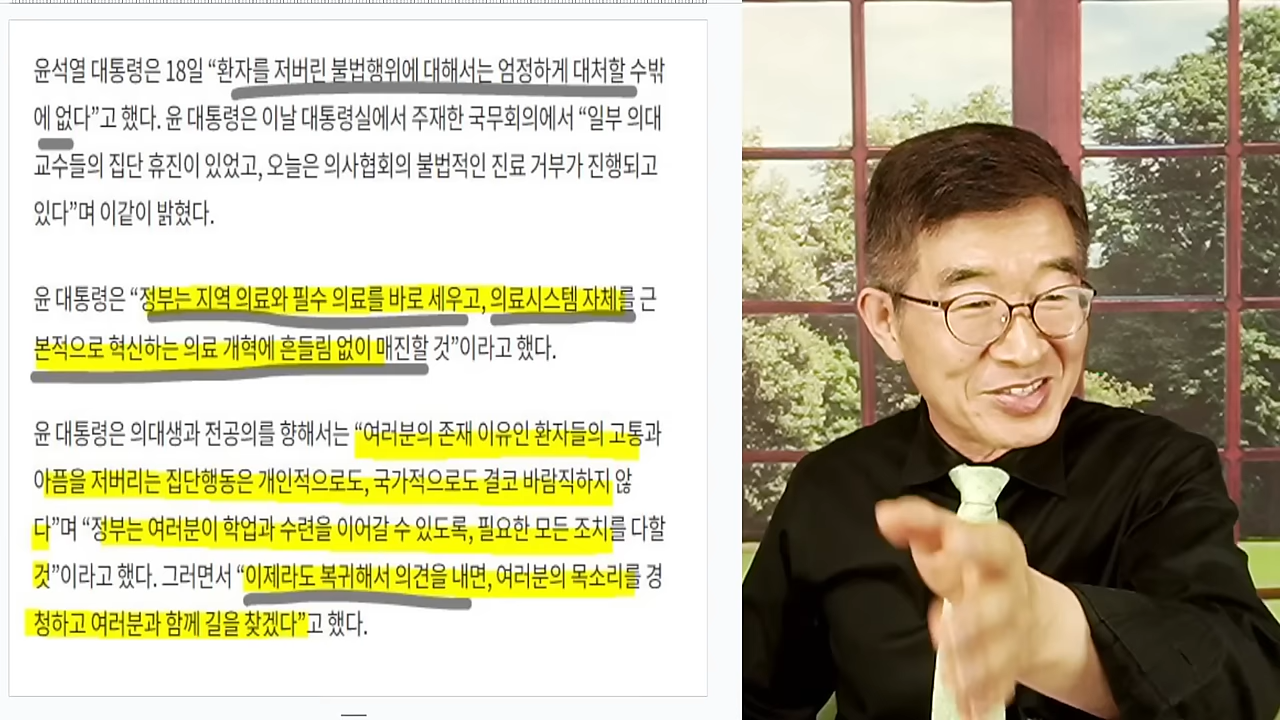 윤석열 대통령은 18일 “환자를 저버린 불법행위에 대해서는 엄정하게 대처할 수밖
에 없다”고 했다. 윤 대통령은 이날 대통령실에서 주재한 국무회의에서 “일부 의대
교수들의 집단 휴진이 있었고, 오늘은 의사협회의 불법적인 진료 거부가 진행되고
있다”며 이같이 밝혔다.
윤 대통령은 “정부는 지역 의료와 필수 의료를 바로 세우고, 의료시스템 자체를 근
본적으로 혁신하는 의료 개혁에 흔들림 없이 매진할 것”이라고 했다.
윤 대통령은 의대생과 전공의를 향해서는 “여러분의 존재 이유인 환자들의 고통과
아픔을 저버리는 집단행동은 개인적으로도, 국가적으로도 결코 바람직하지 않
다”며 “정부는 여러분이 학업과 수련을 이어갈 수 있도록, 필요한 모든 조치를 다할
것”이라고 했다. 그러면서 “이제라도 복귀해서 의견을 내면, 여러분의 목소리를 경
청하고 여러분과 함께 길을 찾겠다”고 했다.